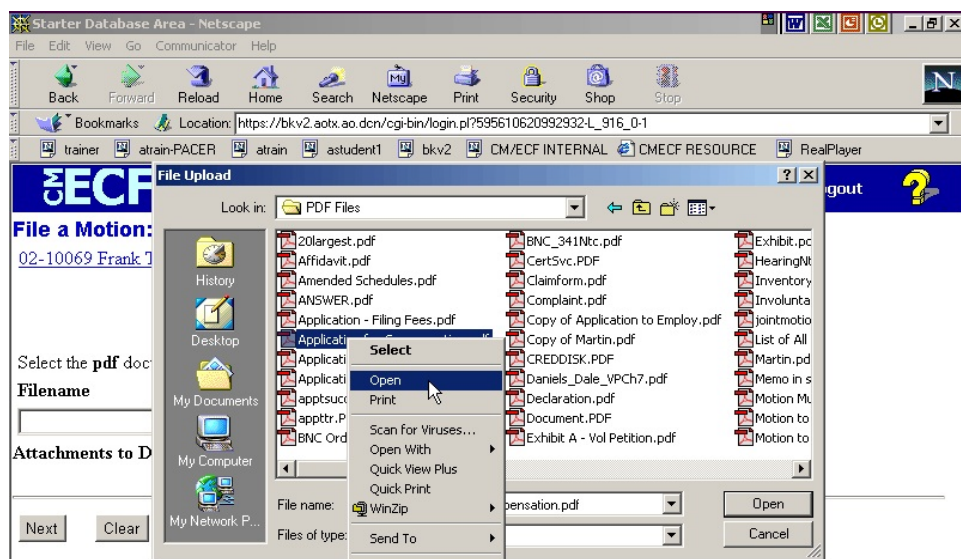 Starter Database Area - Netscape
File Edit View Go Communicator Help
Back Forward Reload Home Search Netscape Print Security Shop Stop
My
N
Bookmarks Location: https://bkv2.aotx.ao.dcn/cgi-bin/login.pl?595610620992932-L_916_0-1
trainer atrain-PACER atrain astudent1 bkv2 CM/ECF INTERNAL CMECF RESOURCE RealPlayer
CM ECF
File Upload
? X
ogout
?
Look in: PDF Files
File a Motion:
02-10069 Frank T
History
Desktop
My Documents
My Computer
My Network P...
20largest.pdf
Affidavit.pdf
Amended Schedules.pdf
ANSWER.pdf
Application - Filing Fees.pdf
Applicati
Applicati
Applicati
apptsucc
appttr.P
BNC Ord
BNC_341Ntc.pdf
CertSvc.PDF
Claimform.pdf
Complaint.pdf
Copy of Application to Employ.pdf
Copy of Martin.pdf
CREDDISK.PDF
Daniels_Dale_VPCh7.pdf
Declaration.pdf
Document.PDF
Exhibit A - Vol Petition.pdf
Exhibit.pd
HearingNt
Inventory
Involunta
jointmotio
List of All
Martin.pd
Memo in s
Motion Mu
Motion to
Motion to
Select
Open
Print
Scan for Viruses...
Open With
Quick View Plus
Quick Print
WinZip
Send To
Select the pdf doc
Filename
Attachments to D
Next Clear
File name: pensation.pdf Open
Files of type: Cancel